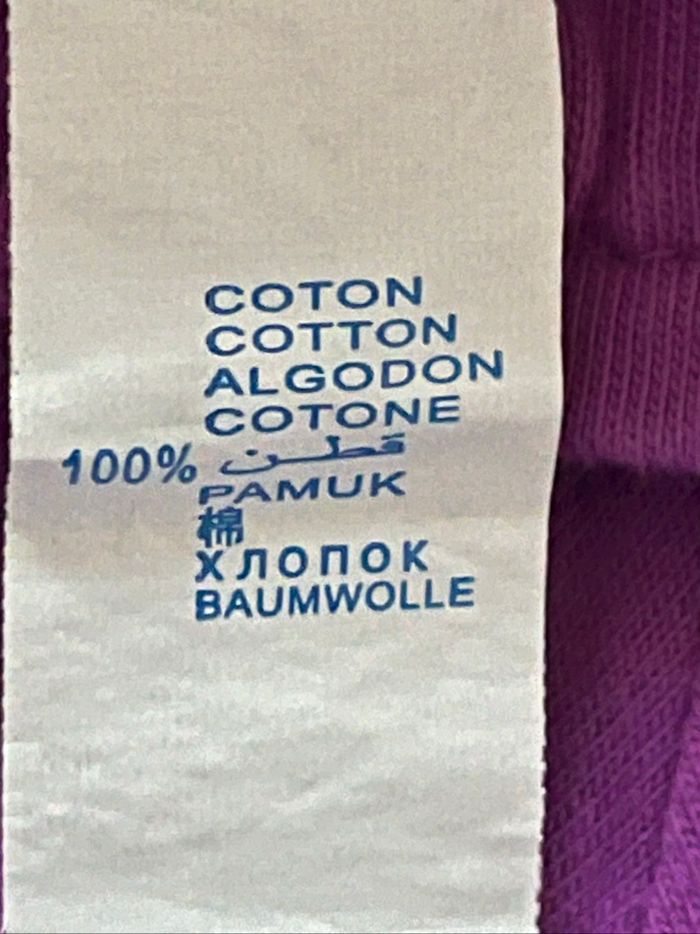 COTON
COTTON
ALGODON
COTONE
100% قطن
PAMUK
棉
ХЛОПОК
BAUMWOLLE